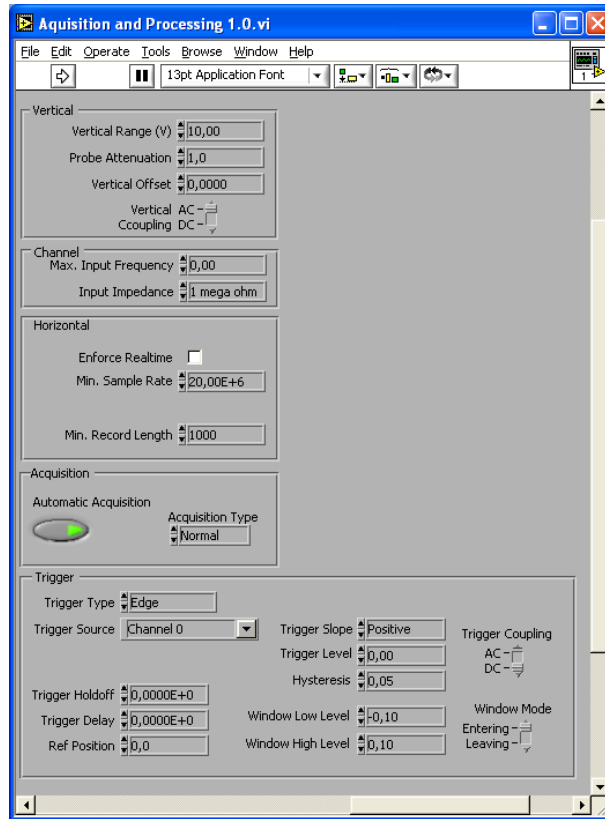 Aquisition and Processing 1.0.vi
File Edit Operate Tools Browse Window Help
13pt Application Font
1
Vertical
Vertical Range (V) 10,00
Probe Attenuation 1,0
Vertical Offset 0,0000
Vertical AC
Ccoupling DC
Channel
Max. Input Frequency 0,00
Input Impedance 1 mega ohm
Horizontal
Enforce Realtime
Min. Sample Rate 20,00E+6
Min. Record Length 1000
Acquisition
Automatic Acquisition
Acquisition Type
Normal
Trigger
Trigger Type Edge
Trigger Source Channel 0
Trigger Slope Positive
Trigger Coupling
Trigger Level 0,00
AC
DC
Hysteresis 0,05
Trigger Holdoff 0,0000E+0
Trigger Delay 0,0000E+0
Ref Position 0,0
Window Low Level -0,10
Window High Level 0,10
Window Mode
Entering
Leaving